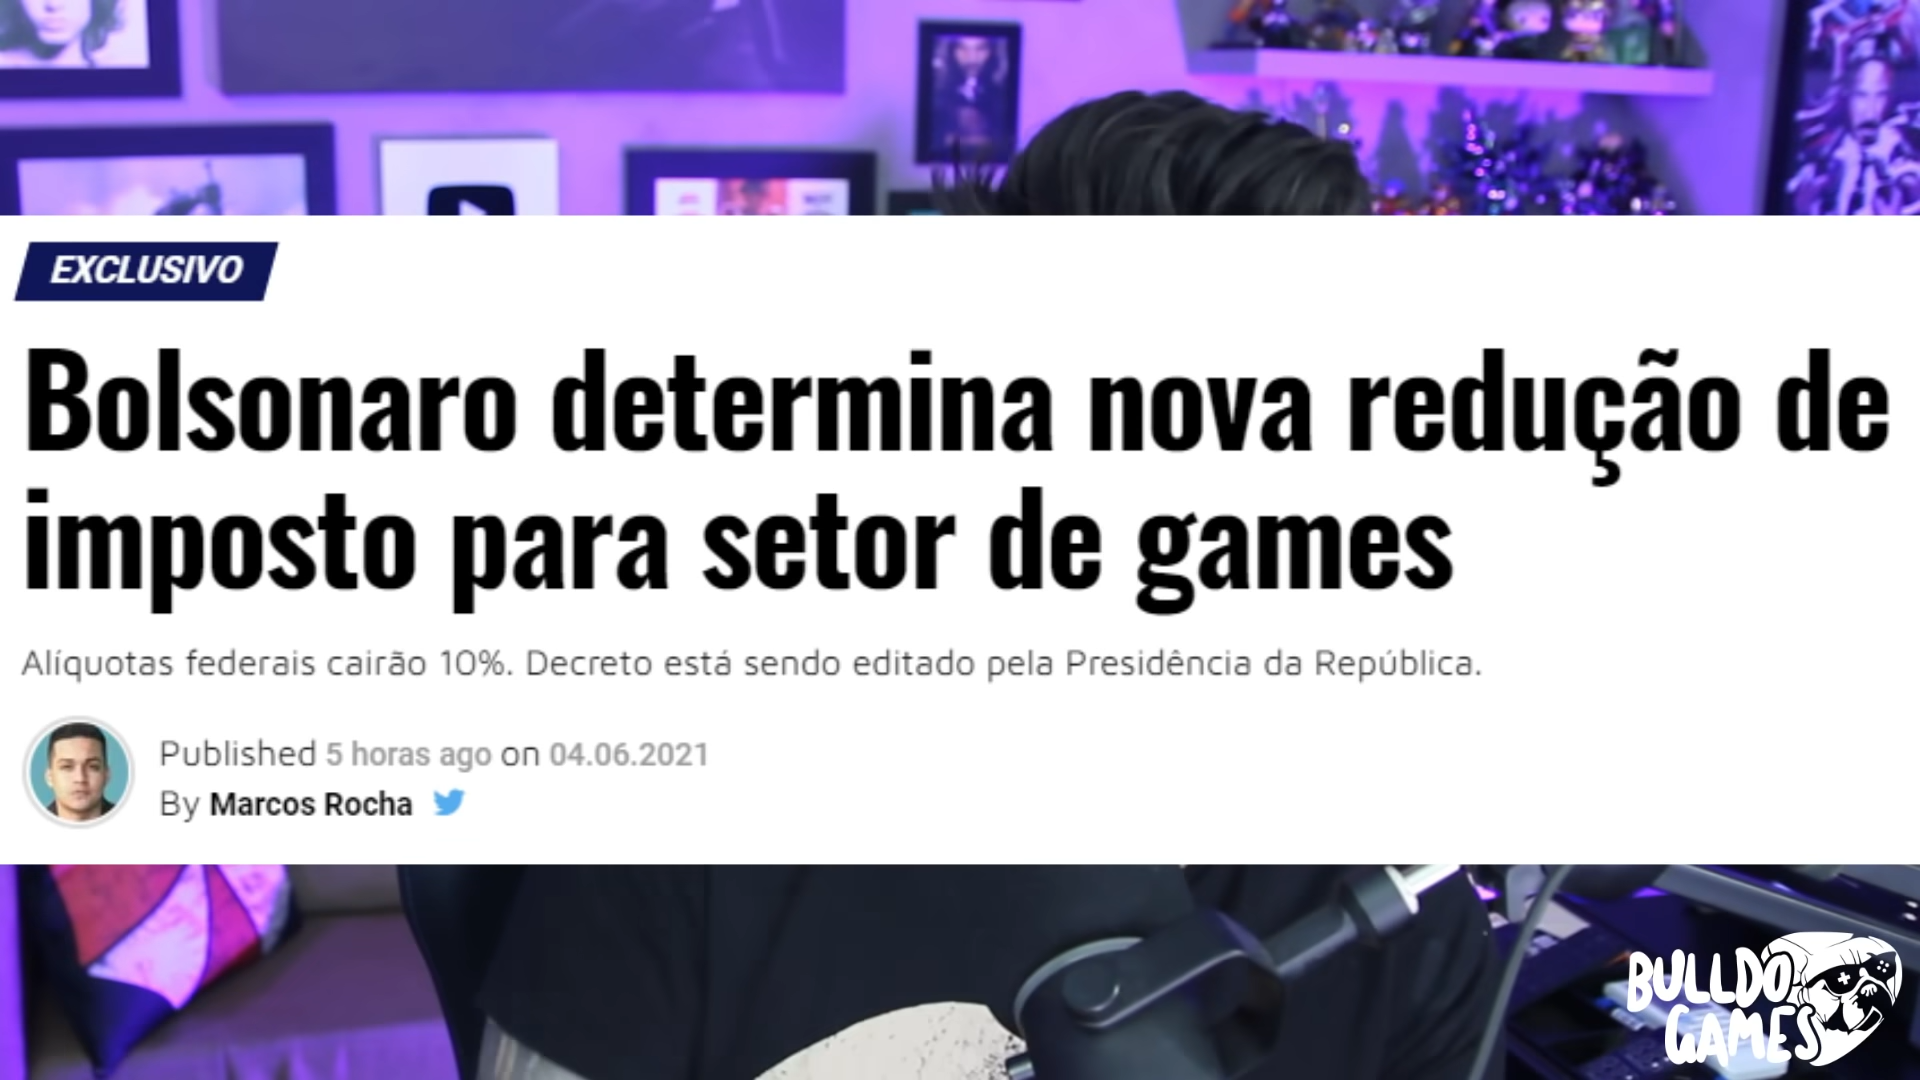 EXCLUSIVO
Bolsonaro determina nova redução de
imposto para setor de games
Alíquotas federais cairão 10%. Decreto está sendo editado pela Presidência da República.
Published 5 horas ago on 04.06.2021
By Marcos Rocha
BULLDOG
GAMES